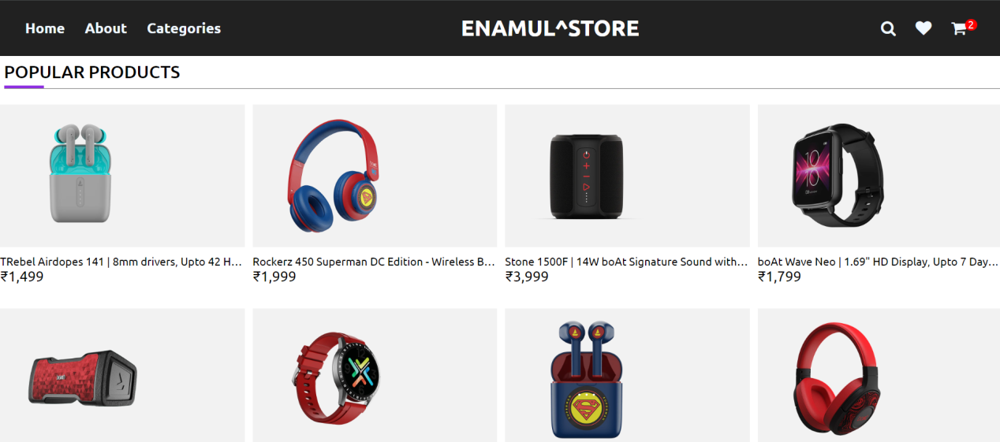 Home About Categories ENAMUL^STORE 2
POPULAR PRODUCTS
TRebel Airdopes 141 | 8mm drivers, Upto 42 H...
₹1,499
Rockerz 450 Superman DC Edition - Wireless B...
₹1,999
Stone 1500F | 14W boAt Signature Sound with...
₹3,999
boAt Wave Neo | 1.69" HD Display, Upto 7 Day...
₹1,799